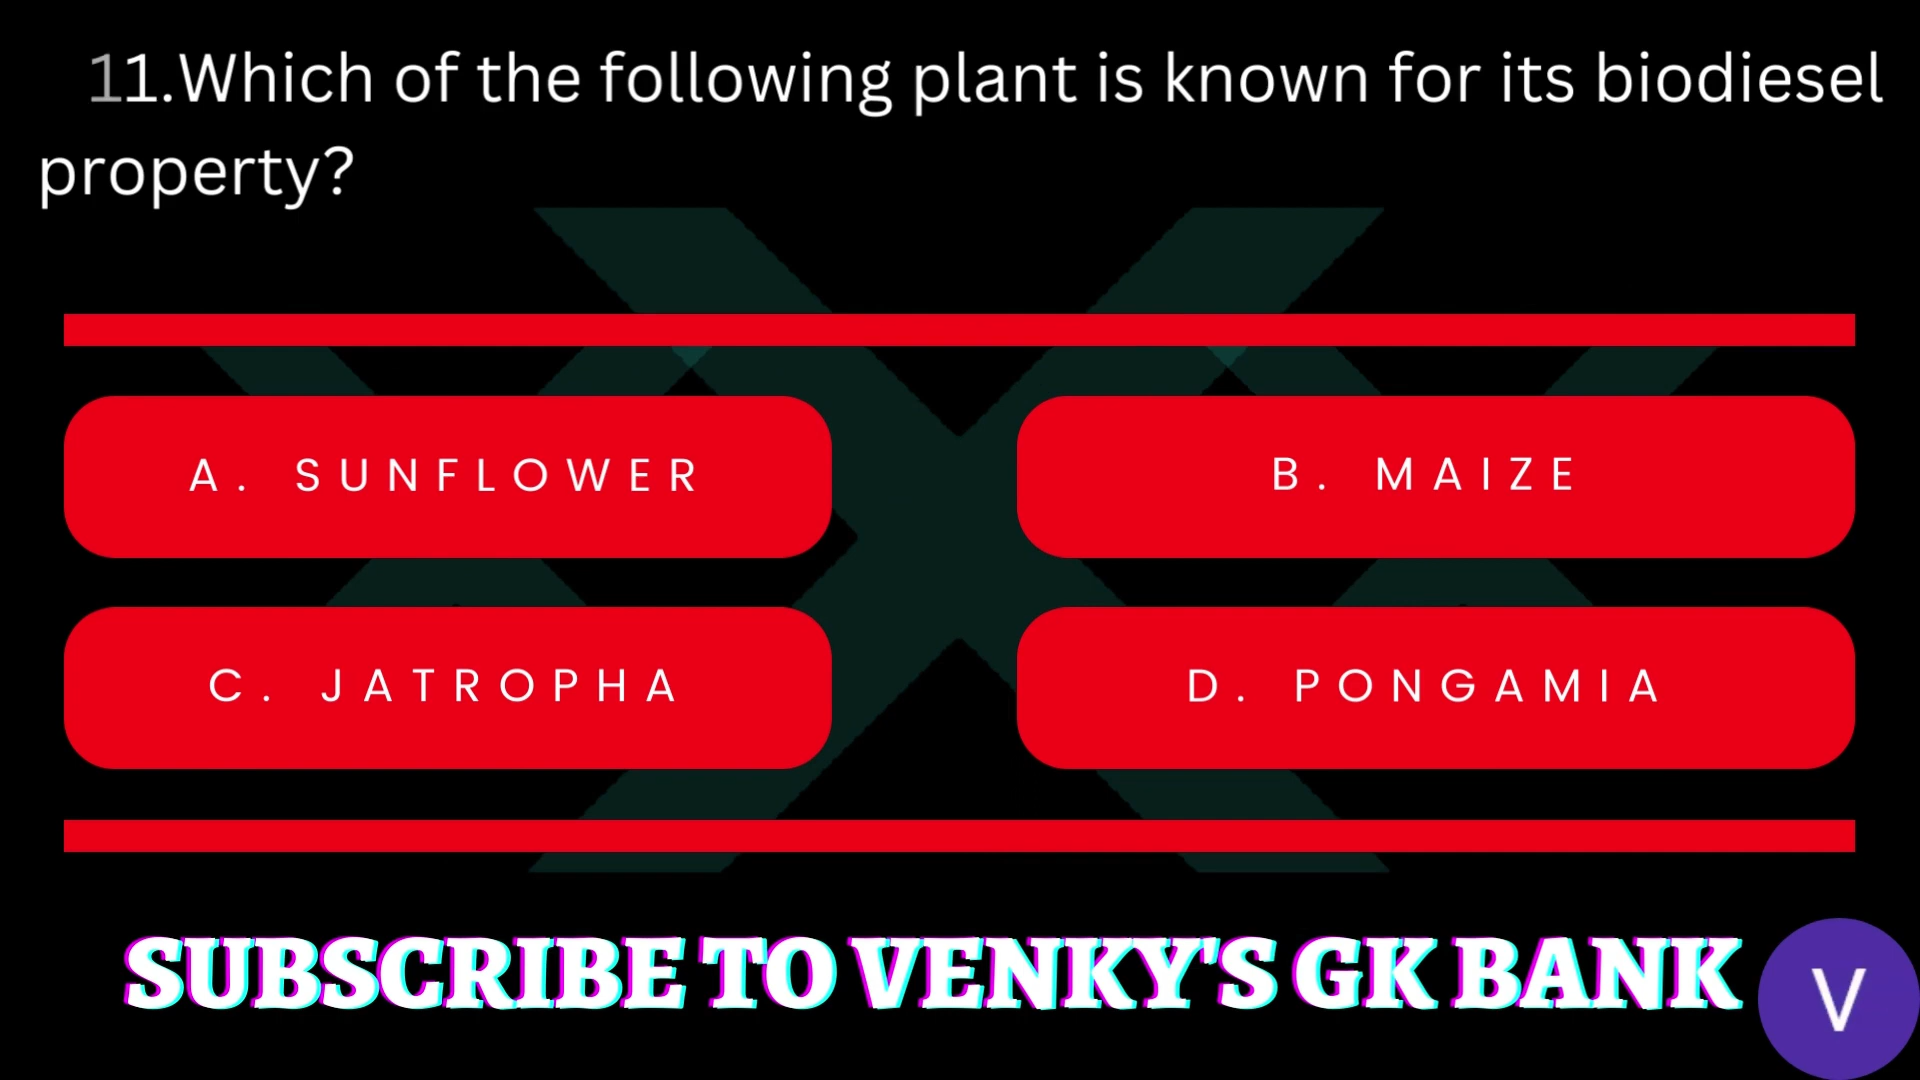 11.Which of the following plant is known for its biodiesel
property?
A. SUNFLOWER
B. MAIZE
C. JATROPHA
D. PONGAMIA
SUBSCRIBE TO VENKY'S GK BANK
V